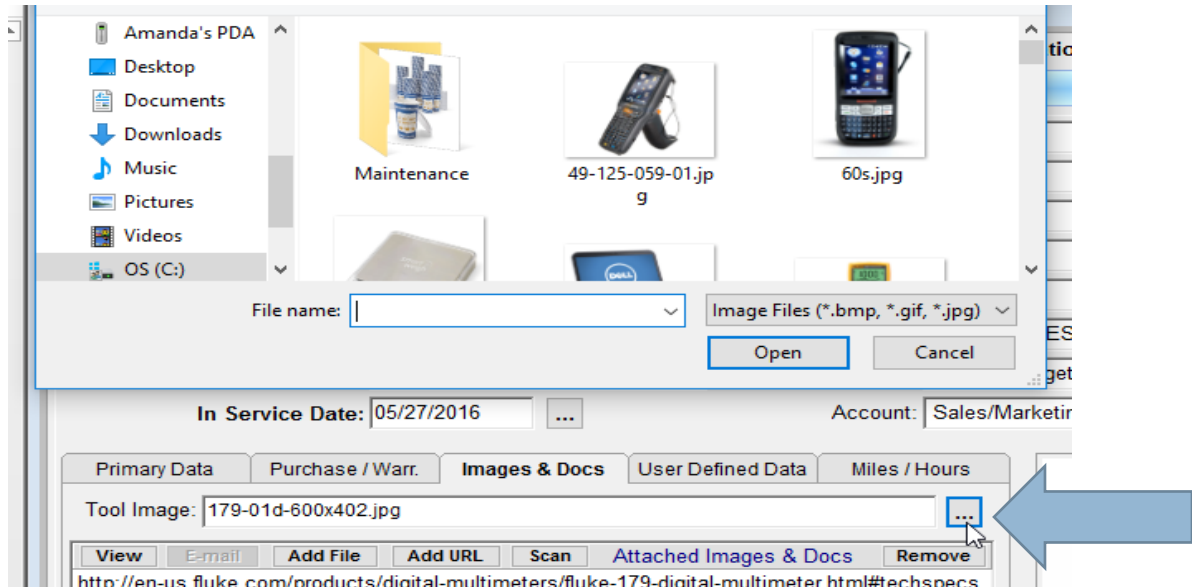 Amanda's PDA
Desktop
Documents
Downloads
Music
Pictures
Videos
OS (C:)
Maintenance
49-125-059-01.jp
g
60s.jpg
DELL
File name:
Image Files (*.bmp, *.gif, *.jpg)
Open
Cancel
In Service Date: 05/27/2016 ...
Account: Sales/Marketin
Primary Data Purchase / Warr. Images & Docs User Defined Data Miles / Hours
Tool Image: 179-01d-600x402.jpg ...
View E-mail Add File Add URL Scan Attached Images & Docs Remove
http://en-us.fluke.com/products/digital-multimeters/fluke-179-digital-multimeter.html#techspecs